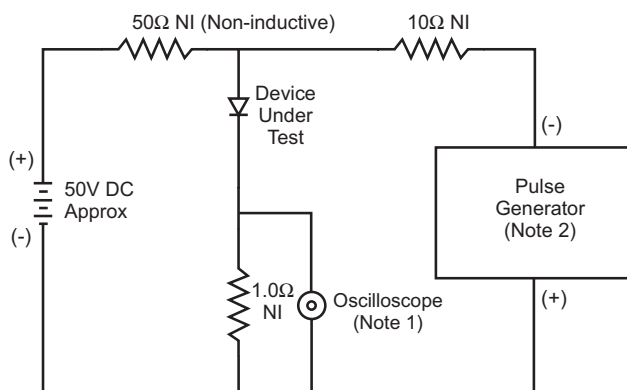 50Ω NI (Non-inductive)
10Ω NI
Device
Under
Test
(+)
50V DC
Approx
(-)
(-)
Pulse
Generator
(Note 2)
(+)
1.0Ω
NI
Oscilloscope
(Note 1)